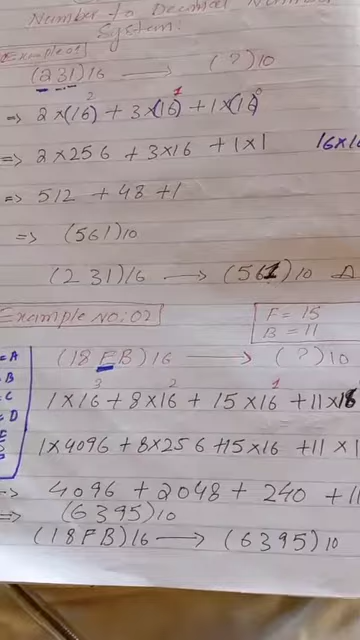 Number to Decimal Number
System:
Example 01
(231)16 → (?)10
=> 2×(16)² + 3×(16)¹ + 1×(16)⁰
=> 2×256 + 3×16 + 1×1 16×16
=> 512 + 48 + 1
=> (561)10
(231)16 → (561)10 A
Example No: 02
F = 15
B = 11
(18FB)16 → (?)10
=A
=B
=C
=D
1×16³ + 8×16² + 15×16¹ + 11×16
1×4096 + 8×256 + 15×16 + 11×1
=> 4096 + 2048 + 240 + 11
=> (6395)10
(18FB)16 → (6395)10